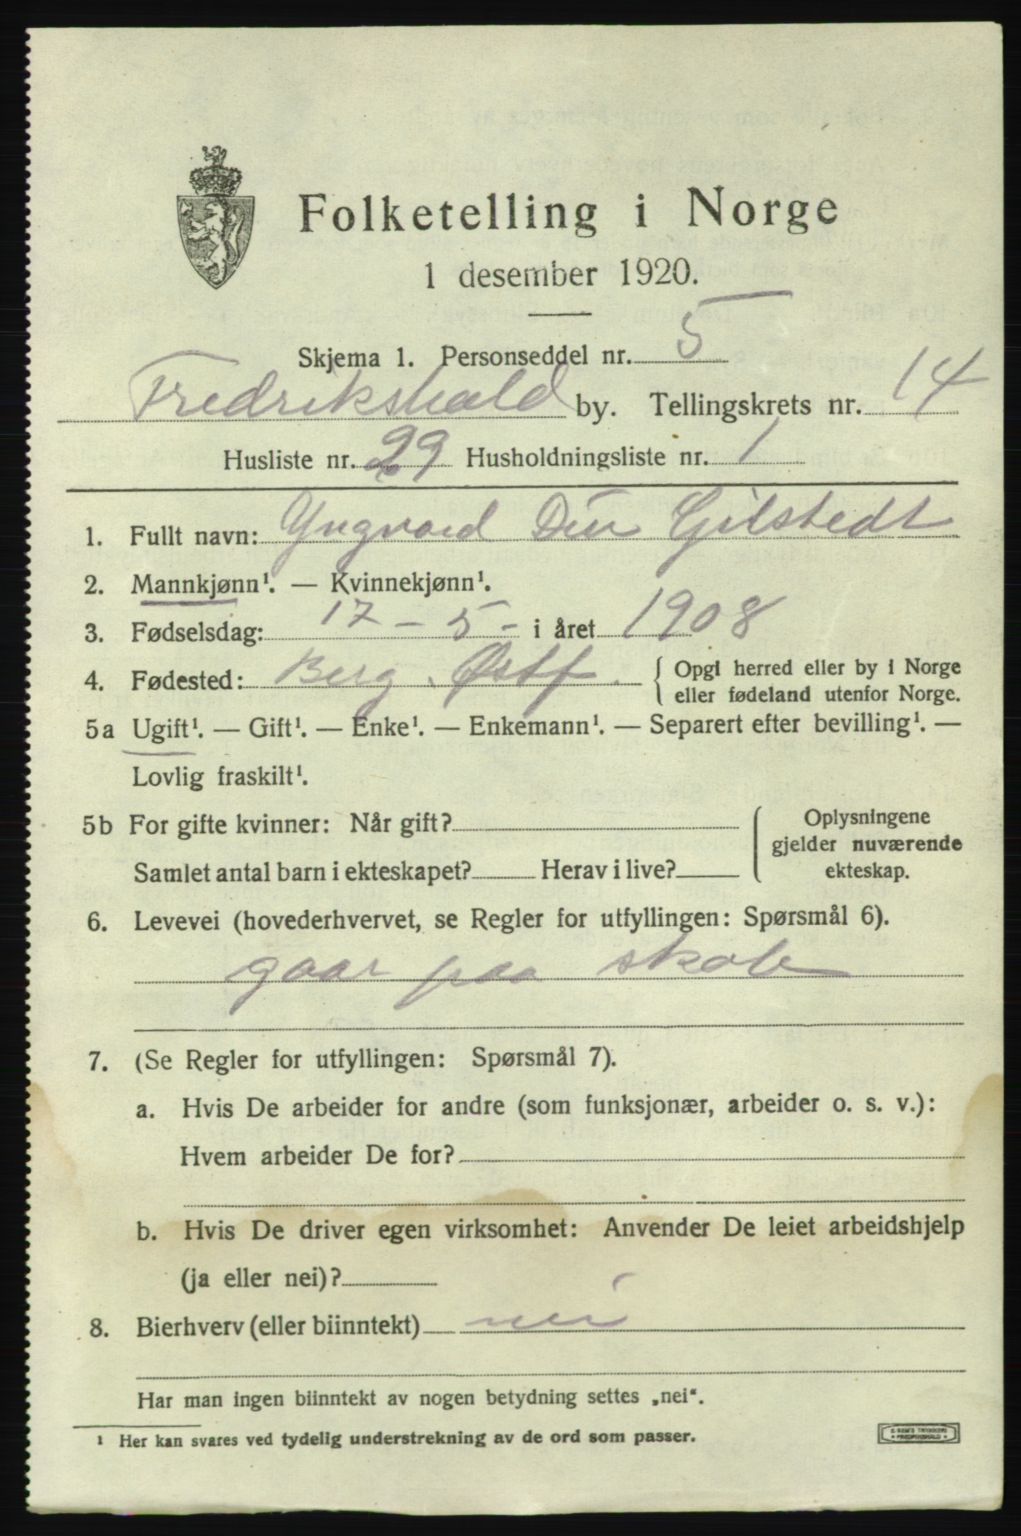 Folketelling i Norge
1 desember 1920.
Skjema 1. Personseddel nr. 5
Fredrikshald by. Tellingskrets nr. 14
Husliste nr. 29 Husholdningsliste nr. 1
1. Fullt navn: Yngvard Gilstedt
2. Mannkjønn¹. — Kvinnekjønn¹.
3. Fødselsdag: 17 - 5 - i året 1908
4. Fødested: Berg. Østf. { Opgi herred eller by i Norge
eller fødeland utenfor Norge.
5a Ugift¹. — Gift¹. — Enke¹. — Enkemann¹. — Separert efter bevilling¹. —
Lovlig fraskilt¹.
5b For gifte kvinner: Når gift? { Oplysningene
gjelder nuværende
Samlet antal barn i ekteskapet? Herav i live? ekteskap.
6. Levevei (hovederhvervet, se Regler for utfyllingen: Spørsmål 6).
gaar paa skole
7. (Se Regler for utfyllingen: Spørsmål 7).
a. Hvis De arbeider for andre (som funksjonær, arbeider o. s. v.):
Hvem arbeider De for?
b. Hvis De driver egen virksomhet: Anvender De leiet arbeidshjelp
(ja eller nei)?
8. Bierhverv (eller biinntekt) nei
Har man ingen biinntekt av nogen betydning settes „nei“.
¹ Her kan svares ved tydelig understrekning av de ord som passer.